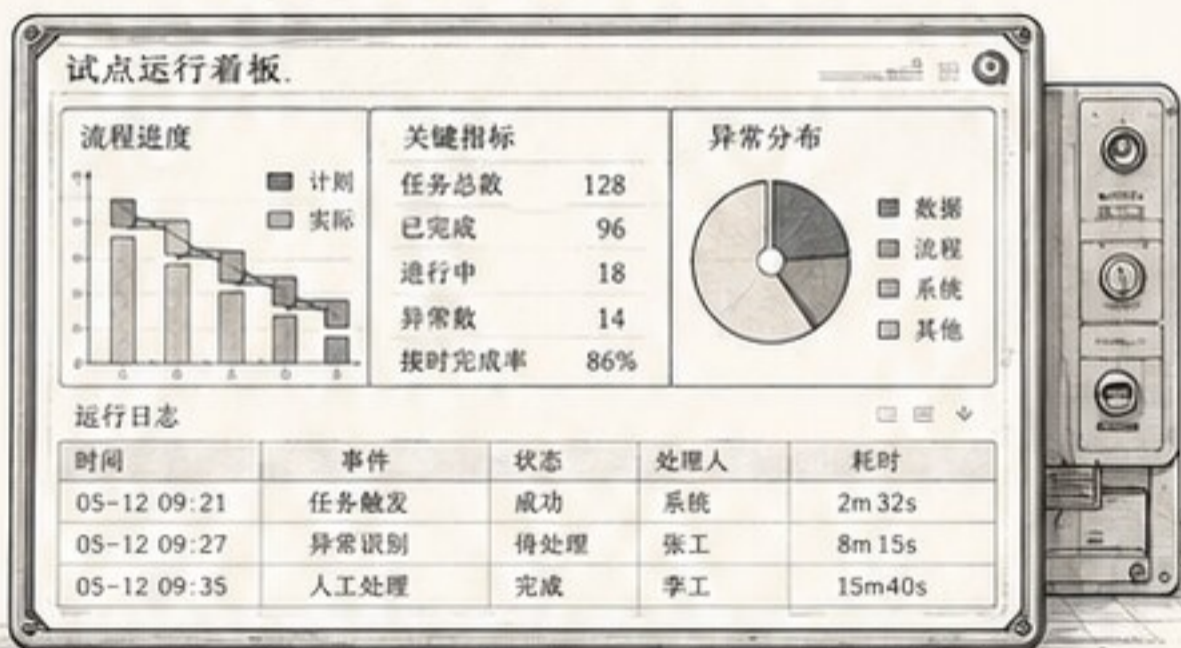 试点运行看板.
流程进度
计则
实际
关键指标
任务总数 128
已完成 96
进行中 18
异常数 14
按时完成率 86%
异常分布
数据
流程
系统
其他
运行日志
时间 事件 状态 处理人 耗时
05-12 09:21 任务触发 成功 系统 2m 32s
05-12 09:27 异常识别 待处理 张工 8m 15s
05-12 09:35 人工处理 完成 李工 15m40s